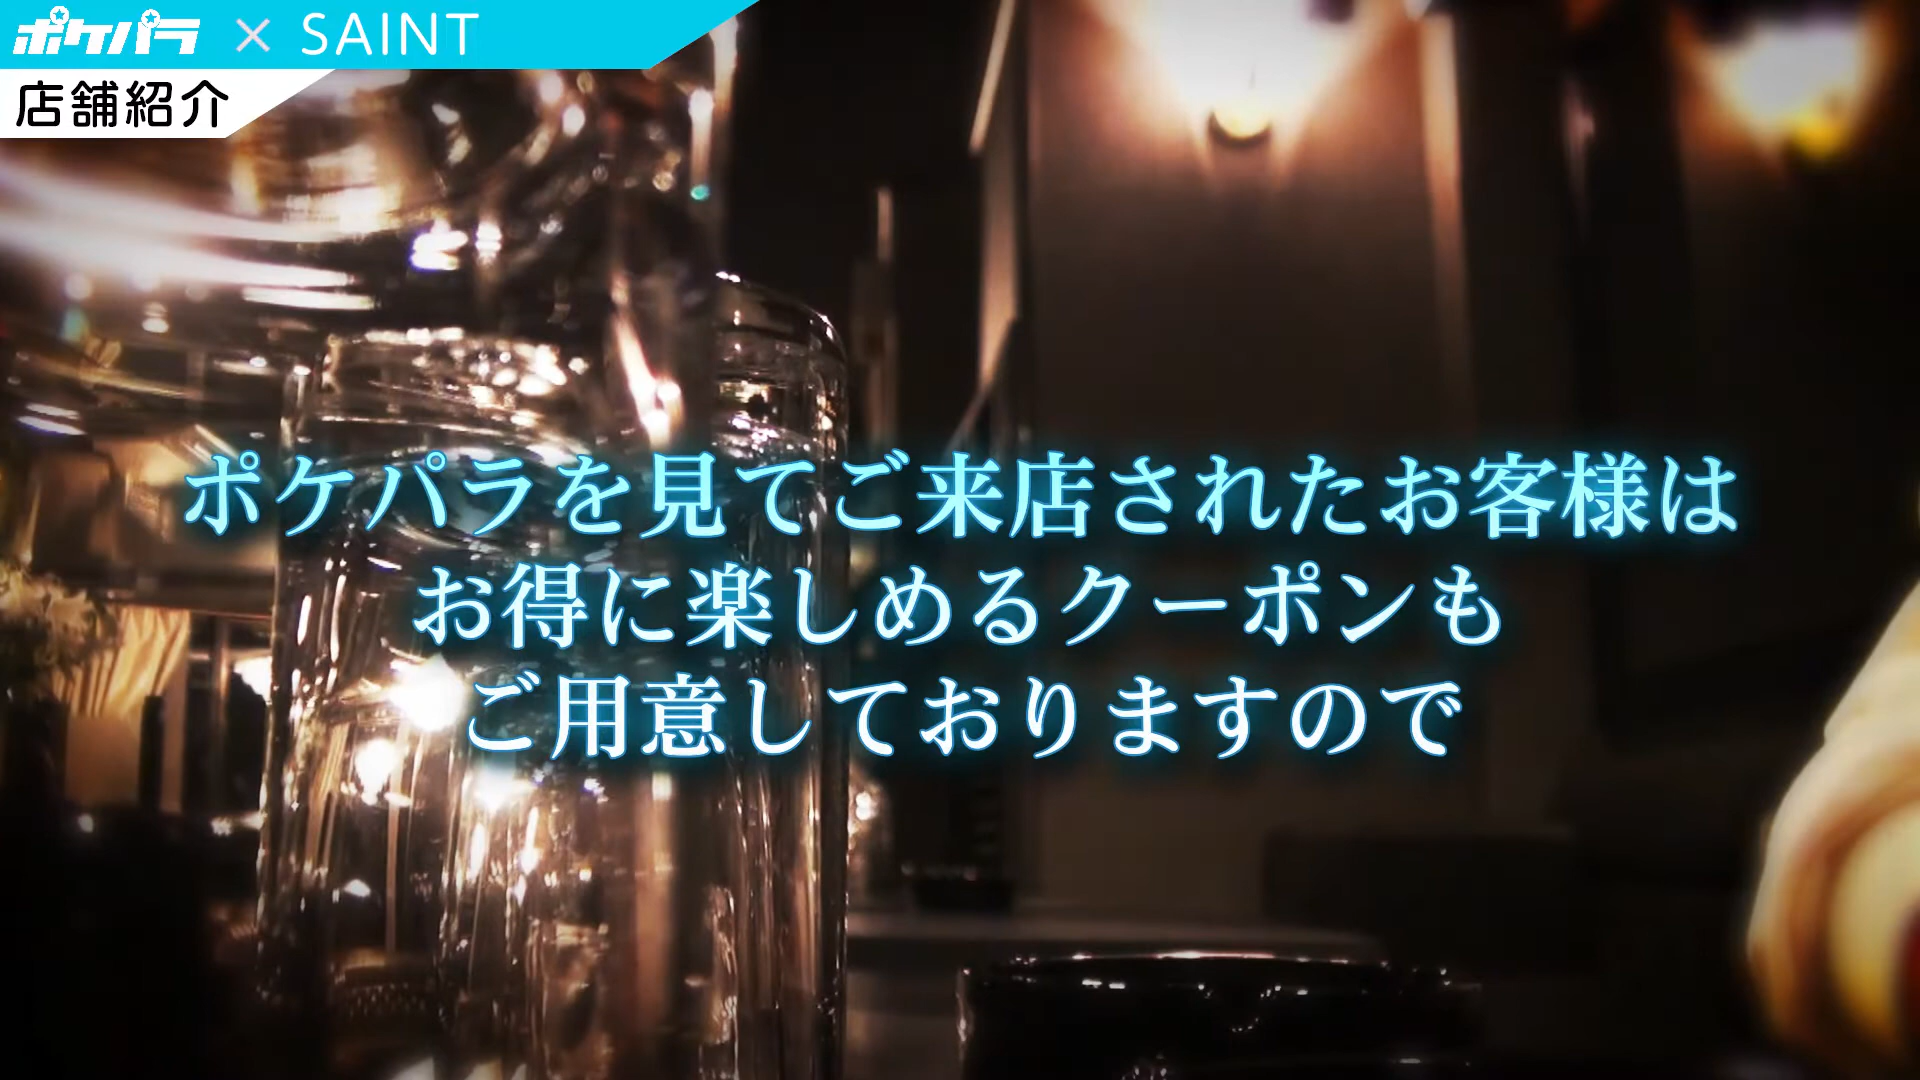 ポケパラ × SAINT
店舗紹介
ポケパラを見てご来店されたお客様は
お得に楽しめるクーポンも
ご用意しておりますので